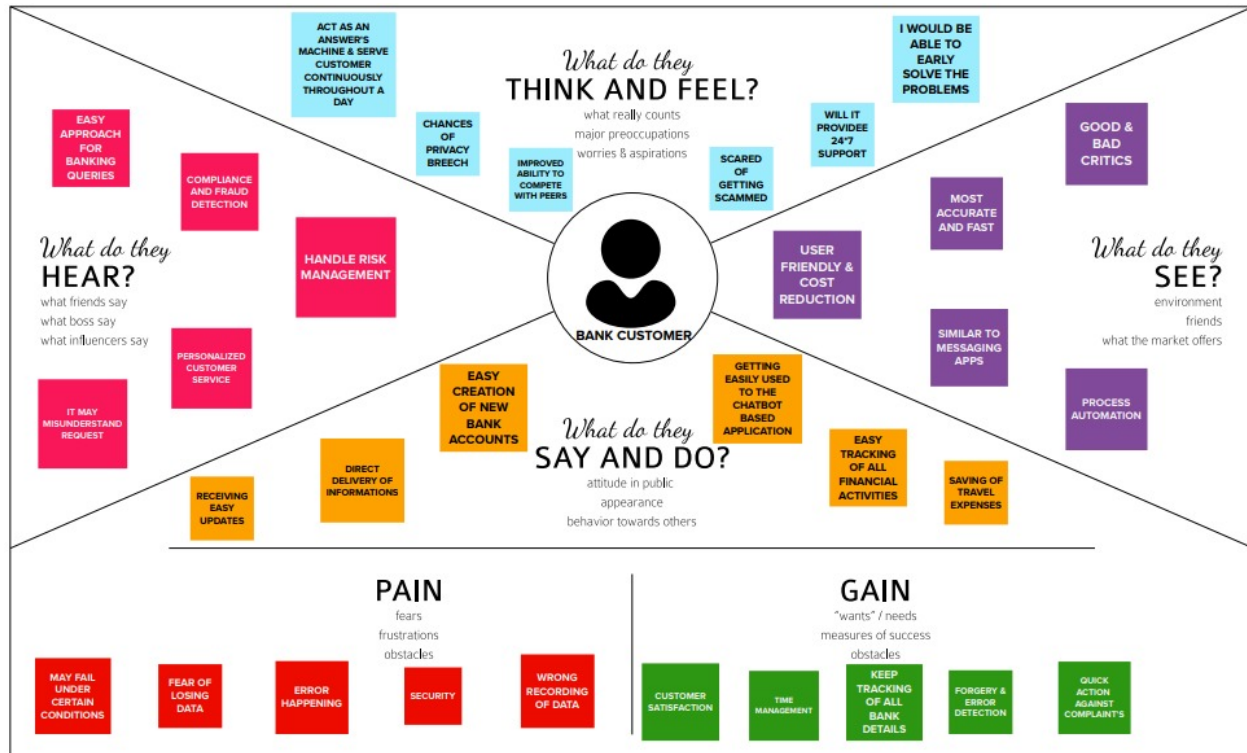 ACT AS AN
ANSWER'S
MACHINE & SERVE
CUSTOMER
CONTINUOUSLY
THROUGHOUT A
DAY
CHANCES
OF
PRIVACY
BREECH
IMPROVED
ABILITY TO
COMPETE
WITH PEERS
What do they
THINK AND FEEL?
what really counts
major preoccupations
worries & aspirations
SCARED
OF
GETTING
SCAMMED
WILL IT
PROVIDEE
24*7
SUPPORT
I WOULD BE
ABLE TO
EARLY
SOLVE THE
PROBLEMS
EASY
APPROACH
FOR
BANKING
QUERIES
COMPLIANCE
AND FRAUD
DETECTION
HANDLE RISK
MANAGEMENT
What do they
HEAR?
what friends say
what boss say
what influencers say
PERSONALIZED
CUSTOMER
SERVICE
IT MAY
MISUNDERSTAND
REQUEST
BANK CUSTOMER
GOOD &
BAD
CRITICS
MOST
ACCURATE
AND FAST
USER
FRIENDLY &
COST
REDUCTION
What do they
SEE?
environment
friends
what the market offers
SIMILAR TO
MESSAGING
APPS
PROCESS
AUTOMATION
EASY
CREATION
OF NEW
BANK
ACCOUNTS
GETTING
EASILY USED
TO THE
CHATBOT
BASED
APPLICATION
What do they
SAY AND DO?
attitude in public
appearance
behavior towards others
RECEIVING
EASY
UPDATES
DIRECT
DELIVERY OF
INFORMATIONS
EASY
TRACKING
OF ALL
FINANCIAL
ACTIVITIES
SAVING OF
TRAVEL
EXPENSES
PAIN
fears
frustrations
obstacles
MAY FAIL
UNDER
CERTAIN
CONDITIONS
FEAR OF
LOSING
DATA
ERROR
HAPPENING
SECURITY
WRONG
RECORDING
OF DATA
GAIN
"wants" / needs
measures of success
obstacles
CUSTOMER
SATISFACTION
TIME
MANAGEMENT
KEEP
TRACKING
OF ALL
BANK
DETAILS
FORGERY &
ERROR
DETECTION
QUICK
ACTION
AGAINST
COMPLAINT'S